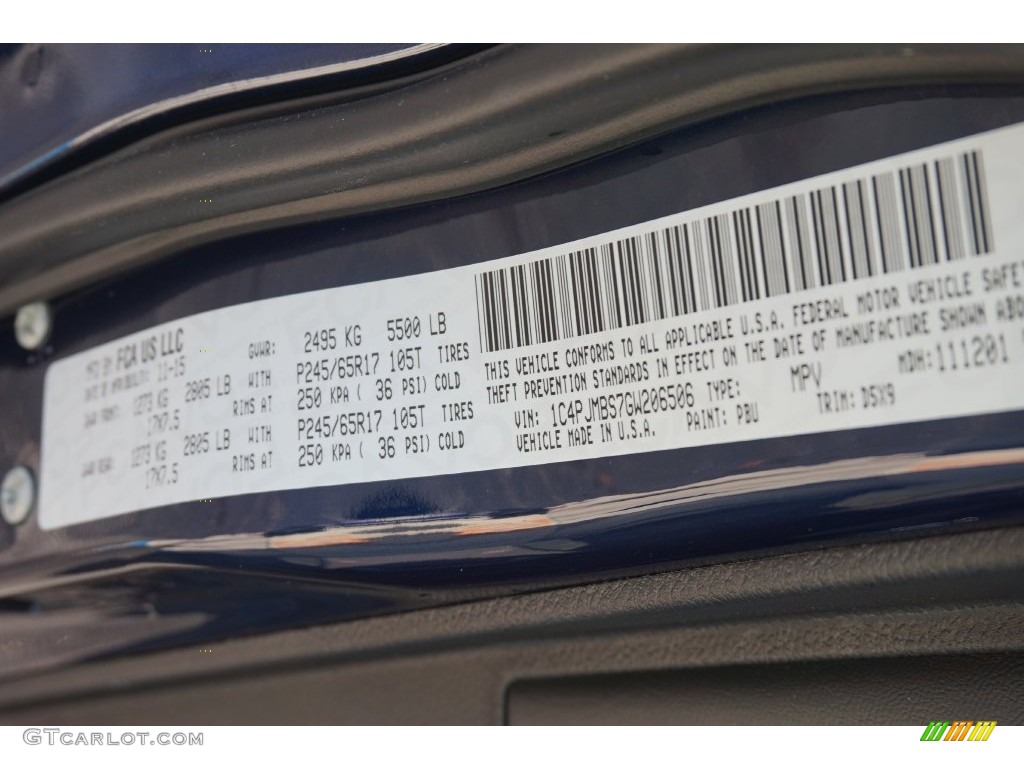 MFD BY FCA US LLC
DATE OF MFR: 11-15
GVWR: 2495 KG 5500 LB
GAWR FRONT: 1273 KG 2805 LB WITH P245/65R17 105T TIRES
17X7.5 RIMS AT 250 KPA ( 36 PSI) COLD
GAWR REAR: 1273 KG 2805 LB WITH P245/65R17 105T TIRES
17X7.5 RIMS AT 250 KPA ( 36 PSI) COLD
THIS VEHICLE CONFORMS TO ALL APPLICABLE U.S.A. FEDERAL MOTOR VEHICLE SAFE
THEFT PREVENTION STANDARDS IN EFFECT ON THE DATE OF MANUFACTURE SHOWN ABO
VIN: 1C4PJMBS7GW206506 TYPE: MPV MDH: 111201
VEHICLE MADE IN U.S.A. PAINT: PBU TRIM: D5X9
GTCARLOT.COM